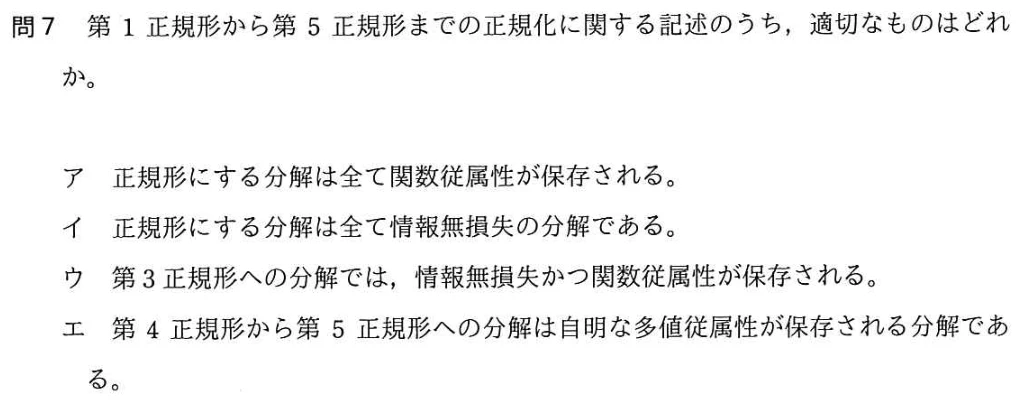 問7 第 1 正規形から第 5 正規形までの正規化に関する記述のうち，適切なものはどれ
か。
ア 正規形にする分解は全て関数従属性が保存される。
イ 正規形にする分解は全て情報無損失の分解である。
ウ 第 3 正規形への分解では，情報無損失かつ関数従属性が保存される。
エ 第 4 正規形から第 5 正規形への分解は自明な多値従属性が保存される分解であ
る。